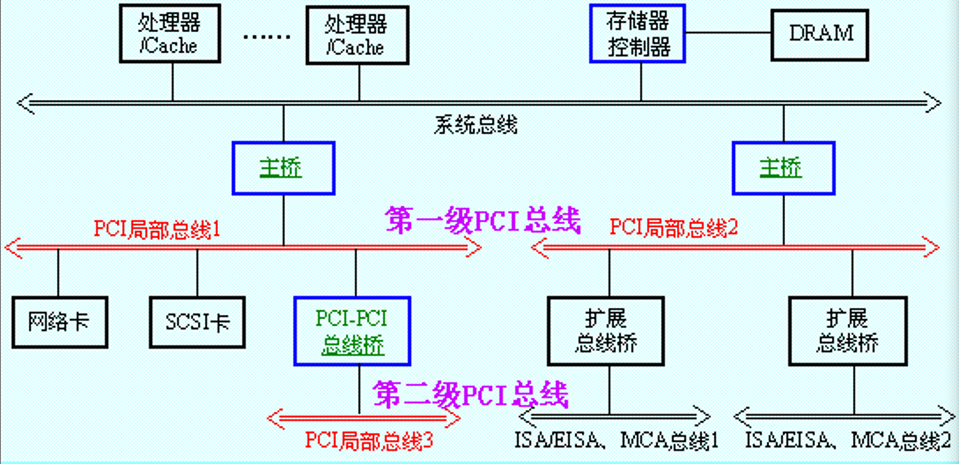 处理器
/Cache
……
处理器
/Cache
存储器
控制器
DRAM
系统总线
主桥
主桥
PCI局部总线1
第一级PCI总线
PCI局部总线2
网络卡
SCSI卡
PCI-PCI
总线桥
扩展
总线桥
扩展
总线桥
第二级PCI总线
PCI局部总线3
ISA/EISA、MCA总线1
ISA/EISA、MCA总线2